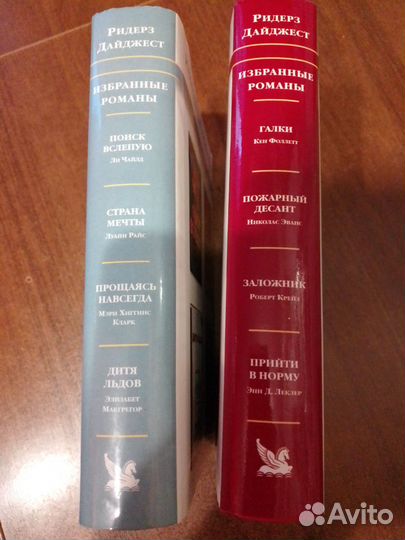 РИДЕРЗ
ДАЙДЖЕСТ
ИЗБРАННЫЕ
РОМАНЫ
ПОИСК
ВСЛЕПУЮ
ЛИ ЧАЙЛД
СТРАНА
МЕЧТЫ
ЛУАНН РАЙС
ПРОЩАЯСЬ
НАВСЕГДА
МЭРИ ХИГГИНС
КЛАРК
ДИТЯ
ЛЬДОВ
ЭЛИЗАБЕТ
МАКГРЕГОР
РИДЕРЗ
ДАЙДЖЕСТ
ИЗБРАННЫЕ
РОМАНЫ
ГАЛКИ
КЕН ФОЛЛЕТТ
ПОЖАРНЫЙ
ДЕСАНТ
НИКОЛАС ЭВАНС
ЗАЛОЖНИК
РОБЕРТ КРЕЙЗ
ПРИЙТИ
В НОРМУ
ЭНН Д. ЛЕКЛЕР
Avito